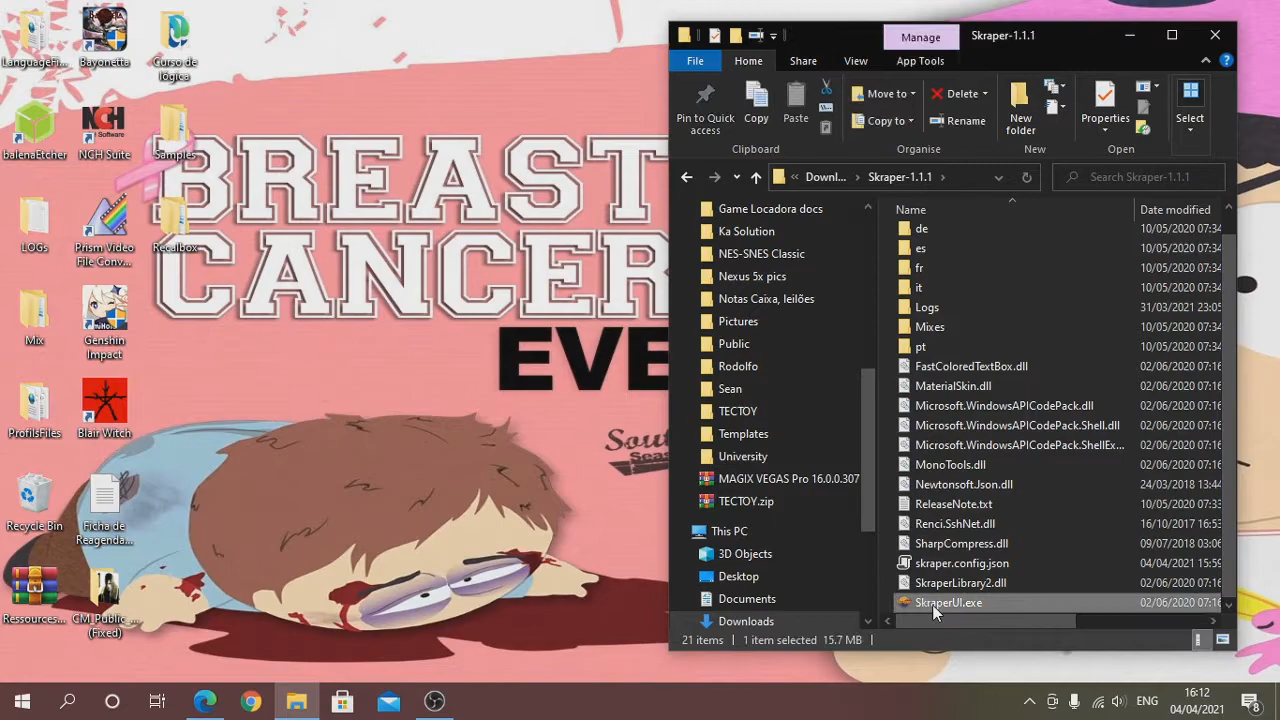 LanguageFi...
Bayonetta
Curso de
lógica
balenaEtcher
NCH Suite
Samples
LOGs
Prism Video
File Conv...
Recalbox
Mix
Genshin
Impact
ProfilsFiles
Blair Witch
Recycle Bin
Ficha de
Reagenda...
Ressources...
CM_Public_...
(Fixed)
BREAST
CANCER
EVE
South
Seas
Manage
Skraper-1.1.1
File
Home
Share
View
App Tools
Pin to Quick
access
Copy
Paste
Move to
Copy to
Delete
Rename
New
folder
Properties
Select
Clipboard
Organise
New
Open
Downl...
Skraper-1.1.1
Search Skraper-1.1.1
Game Locadora docs
Ka Solution
NES-SNES Classic
Nexus 5x pics
Notas Caixa, leilões
Pictures
Public
Rodolfo
Sean
TECTOY
Templates
University
MAGIX VEGAS Pro 16.0.0.307
TECTOY.zip
This PC
3D Objects
Desktop
Documents
Downloads
Name
Date modified
de 10/05/2020 07:34
es 10/05/2020 07:34
fr 10/05/2020 07:34
it 10/05/2020 07:34
Logs 31/03/2021 23:05
Mixes 10/05/2020 07:34
pt 10/05/2020 07:34
FastColoredTextBox.dll 02/06/2020 07:16
MaterialSkin.dll 02/06/2020 07:16
Microsoft.WindowsAPICodePack.dll 02/06/2020 07:16
Microsoft.WindowsAPICodePack.Shell.dll 02/06/2020 07:16
Microsoft.WindowsAPICodePack.ShellEx... 02/06/2020 07:16
MonoTools.dll 02/06/2020 07:16
Newtonsoft.Json.dll 24/03/2018 13:44
ReleaseNote.txt 10/05/2020 07:33
Renci.SshNet.dll 16/10/2017 16:53
SharpCompress.dll 09/07/2018 03:06
skraper.config.json 04/04/2021 15:59
SkraperLibrary2.dll 02/06/2020 07:16
SkraperUI.exe 02/06/2020 07:16
21 items
1 item selected 15.7 MB
ENG
16:12
04/04/2021
8